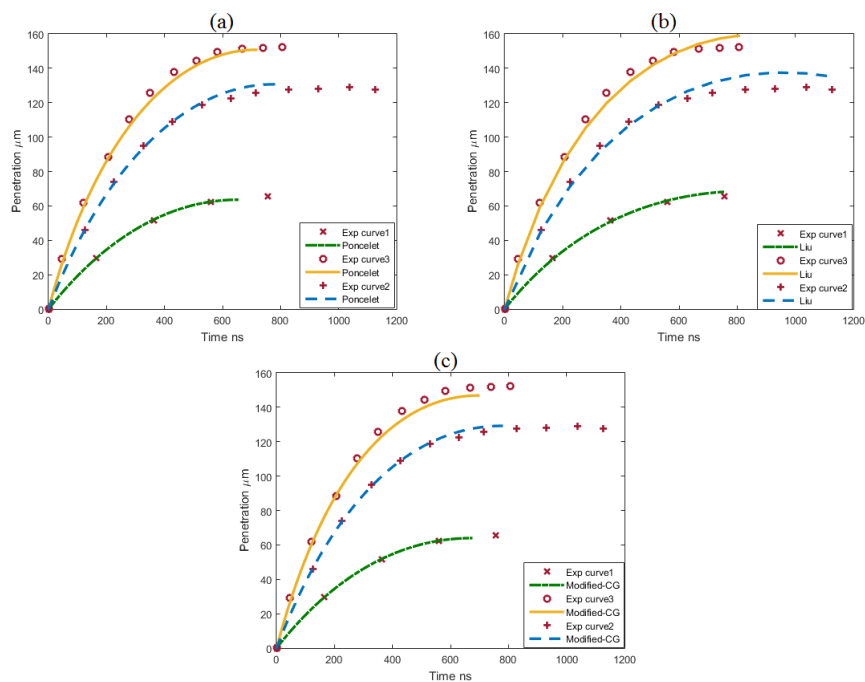 (a)
160
140
120
100
80
60
40
20
0
Penetration μm
0 200 400 600 800 1000 1200
Time ns
Exp curve1
Poncelet
Exp curve3
Poncelet
Exp curve2
Poncelet
(b)
160
140
120
100
80
60
40
20
0
Penetration μm
0 200 400 600 800 1000 1200
Time ns
Exp curve1
Liu
Exp curve3
Liu
Exp curve2
Liu
(c)
160
140
120
100
80
60
40
20
0
Penetration μm
0 200 400 600 800 1000 1200
Time ns
Exp curve1
Modified-CG
Exp curve3
Modified-CG
Exp curve2
Modified-CG